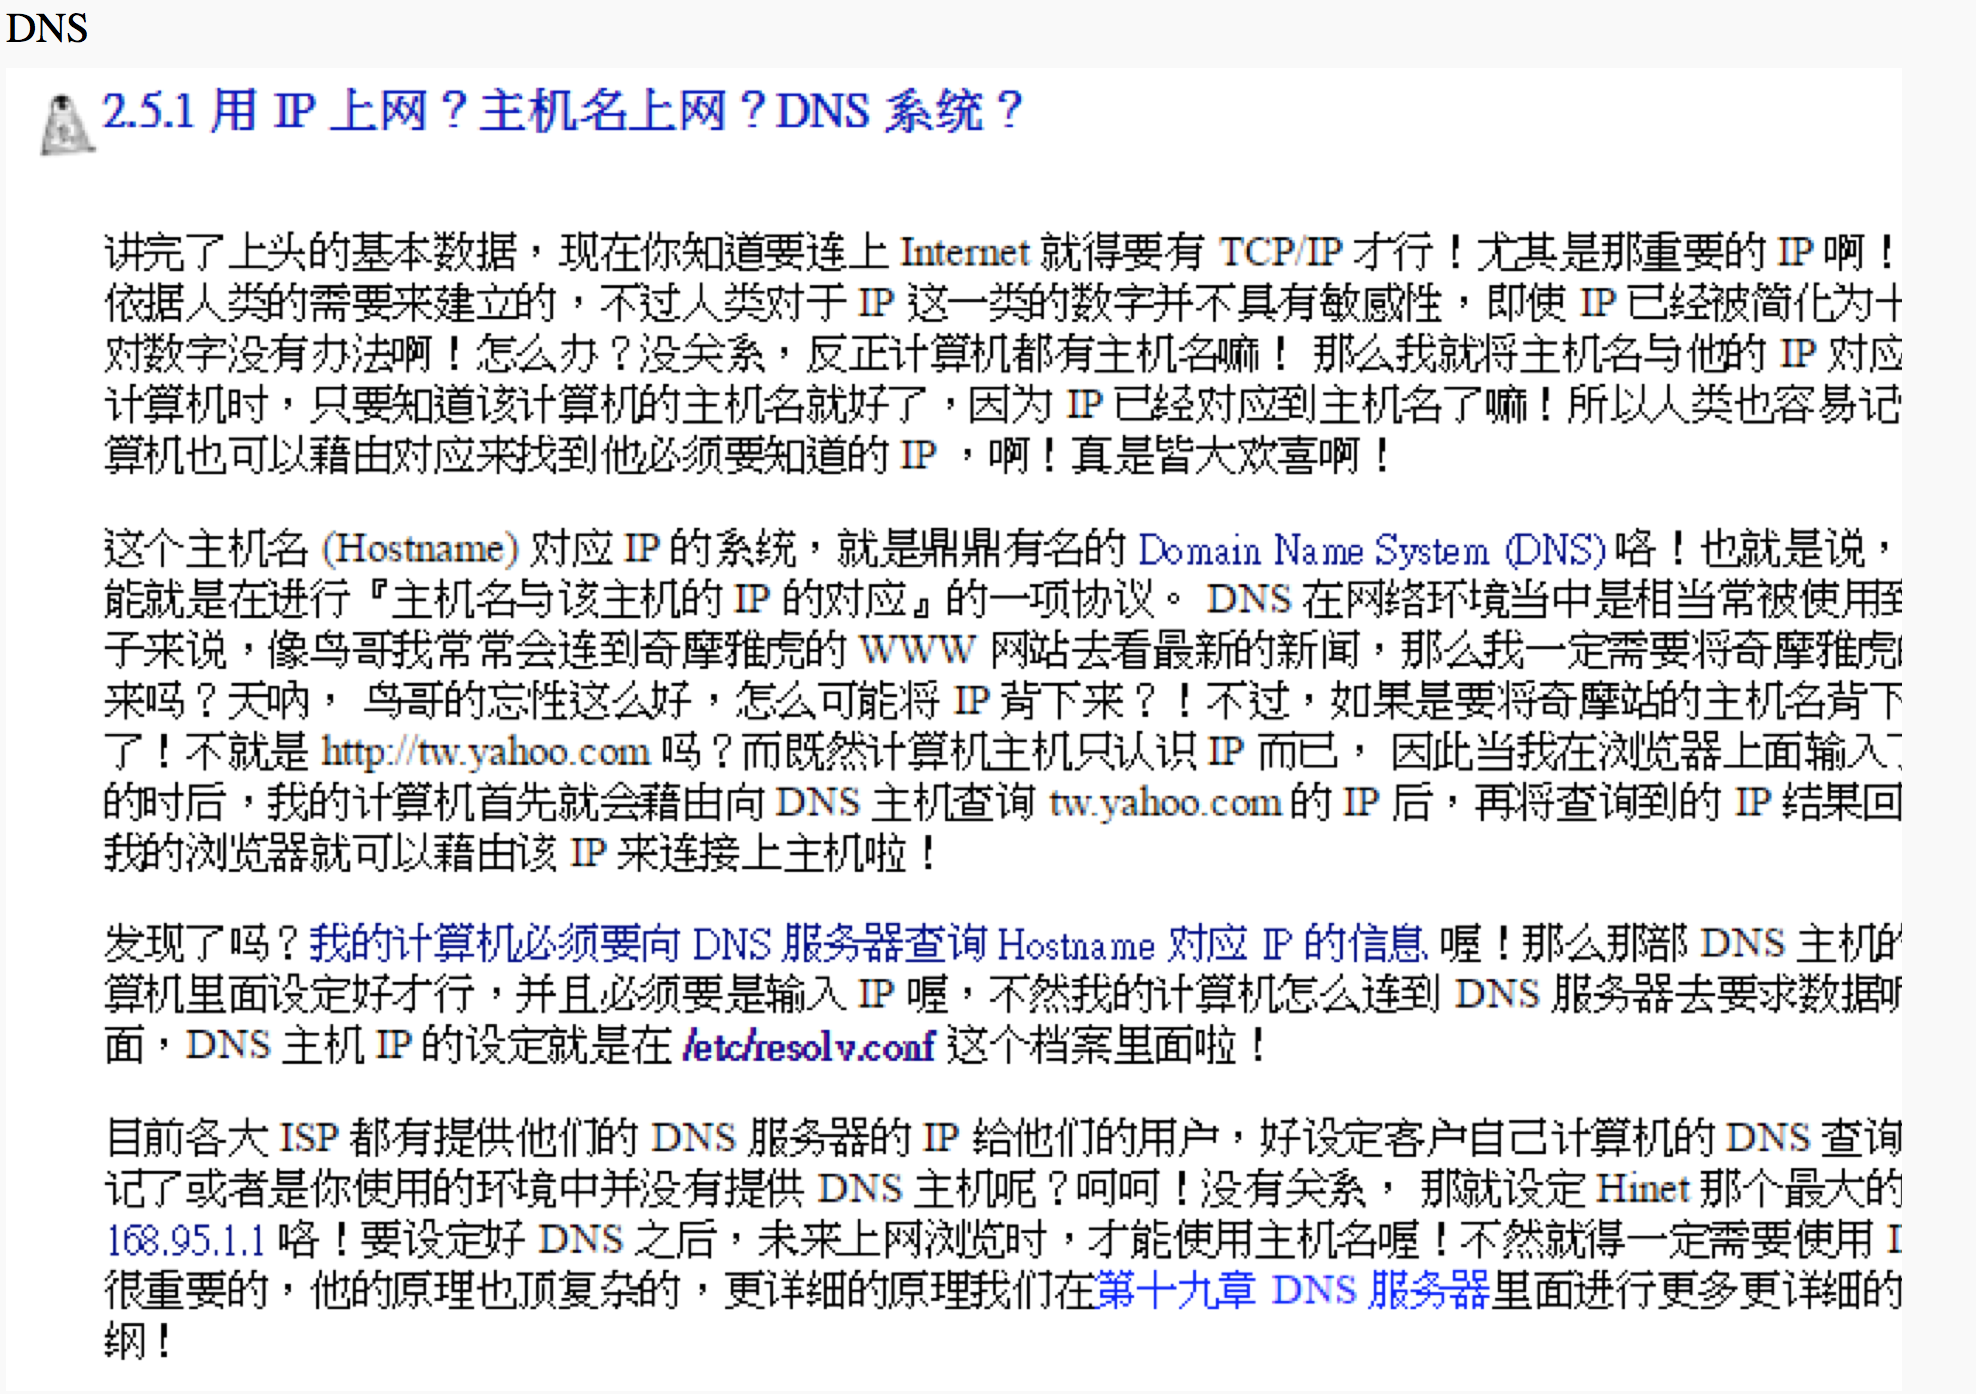 DNS
2.5.1 用 IP 上网？主机名上网？DNS 系统？
讲完了上头的基本数据，现在你知道要连上 Internet 就得要有 TCP/IP 才行！尤其是那重要的 IP 啊！
依据人类的需要来建立的，不过人类对于 IP 这一类的数字并不具有敏感性，即使 IP 已经被简化为十
对数字没有办法啊！怎么办？没关系，反正计算机都有主机名嘛！ 那么我就将主机名与他的 IP 对应
计算机时，只要知道该计算机的主机名就好了，因为 IP 已经对应到主机名了嘛！所以人类也容易记
算机也可以藉由对应来找到他必须要知道的 IP ，啊！真是皆大欢喜啊！
这个主机名 (Hostname) 对应 IP 的系统，就是鼎鼎有名的 Domain Name System (DNS) 咯！也就是说，
能就是在进行『主机名与该主机的 IP 的对应』的一项协议。 DNS 在网络环境当中是相当常被使用到
子来说，像鸟哥我常常会连到奇摩雅虎的 WWW 网站去看最新的新闻，那么我一定需要将奇摩雅虎的
来吗？天呐， 鸟哥的忘性这么好，怎么可能将 IP 背下来？！不过，如果是要将奇摩站的主机名背下
了！不就是 http://tw.yahoo.com 吗？而既然计算机主机只认识 IP 而已， 因此当我在浏览器上面输入了
的时后，我的计算机首先就会藉由向 DNS 主机查询 tw.yahoo.com 的 IP 后，再将查询到的 IP 结果回
我的浏览器就可以藉由该 IP 来连接上主机啦！
发现了吗？我的计算机必须要向 DNS 服务器查询 Hostname 对应 IP 的信息 喔！那么那部 DNS 主机的
算机里面设定好才行，并且必须要是输入 IP 喔，不然我的计算机怎么连到 DNS 服务器去要求数据呢
面，DNS 主机 IP 的设定就是在 /etc/resolv.conf 这个档案里面啦！
目前各大 ISP 都有提供他们的 DNS 服务器的 IP 给他们的用户，好设定客户自己计算机的 DNS 查询
记了或者是你使用的环境中并没有提供 DNS 主机呢？呵呵！没有关系， 那就设定 Hinet 那个最大的
168.95.1.1 咯！要设定好 DNS 之后，未来上网浏览时，才能使用主机名喔！不然就得一定需要使用 I
很重要的，他的原理也顶复杂的，更详细的原理我们在第十九章 DNS 服务器里面进行更多更详细的
纲！